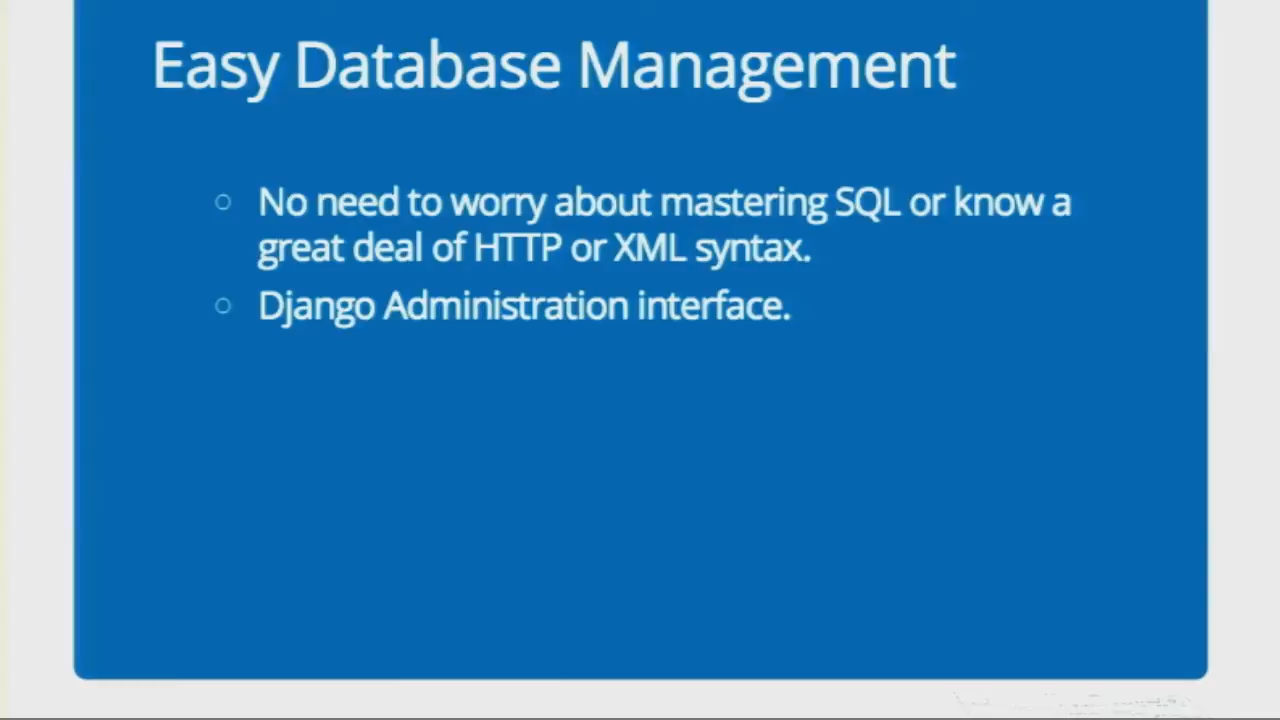 Easy Database Management
○ No need to worry about mastering SQL or know a
great deal of HTTP or XML syntax.
○ Django Administration interface.